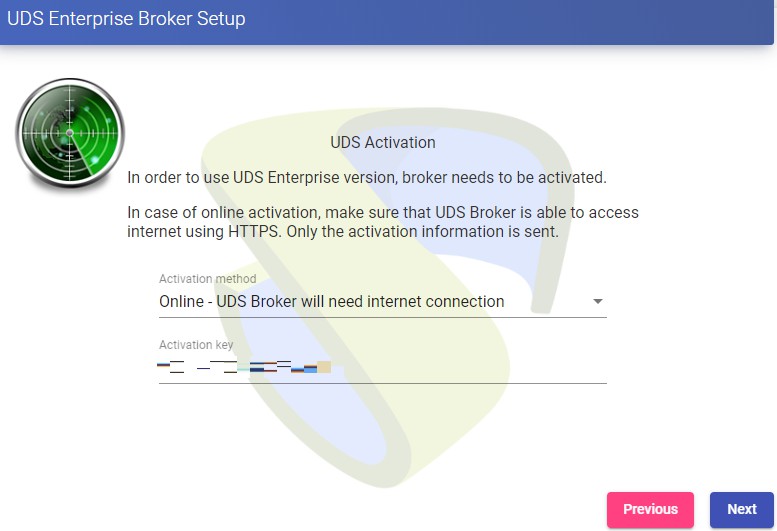 UDS Enterprise Broker Setup
UDS Activation
In order to use UDS Enterprise version, broker needs to be activated.
In case of online activation, make sure that UDS Broker is able to access
internet using HTTPS. Only the activation information is sent.
Activation method
Online - UDS Broker will need internet connection
Activation key
Previous
Next